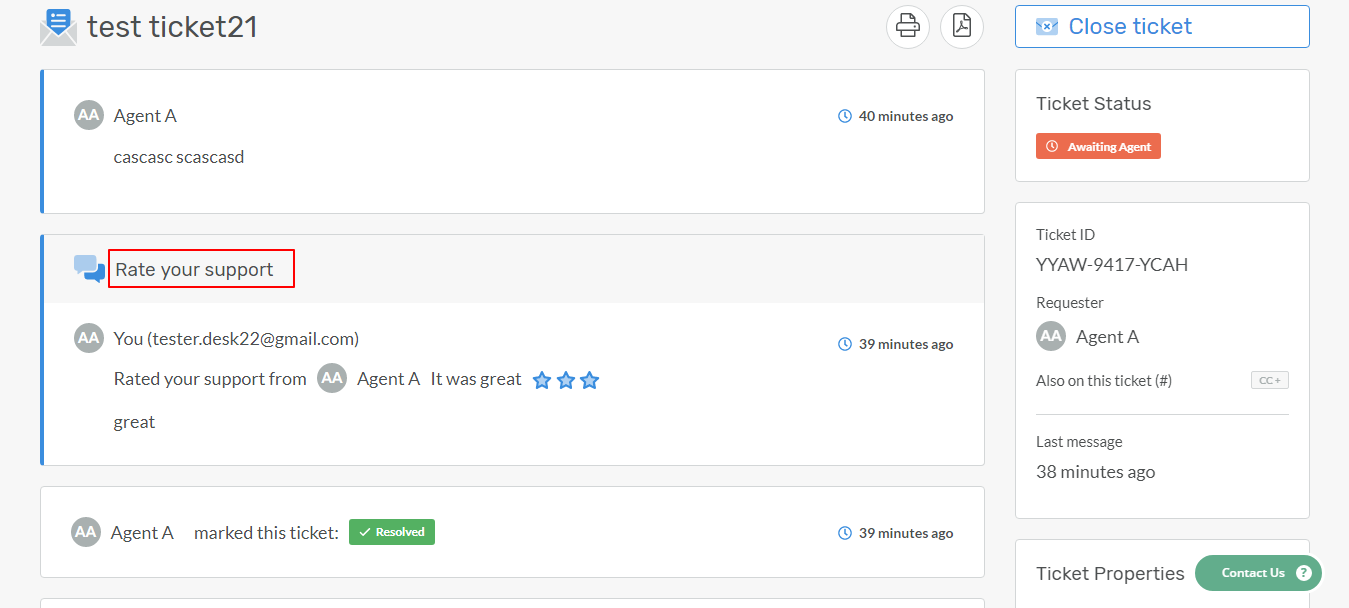 test ticket21
Close ticket
AA Agent A 40 minutes ago
cascasc scascasd
Ticket Status
Awaiting Agent
Rate your support
AA You (tester.desk22@gmail.com) 39 minutes ago
Rated your support from AA Agent A It was great
great
AA Agent A marked this ticket: Resolved 39 minutes ago
Ticket ID
YYAW-9417-YCAH
Requester
AA Agent A
Also on this ticket (#) CC +
Last message
38 minutes ago
Ticket Properties
Contact Us ?